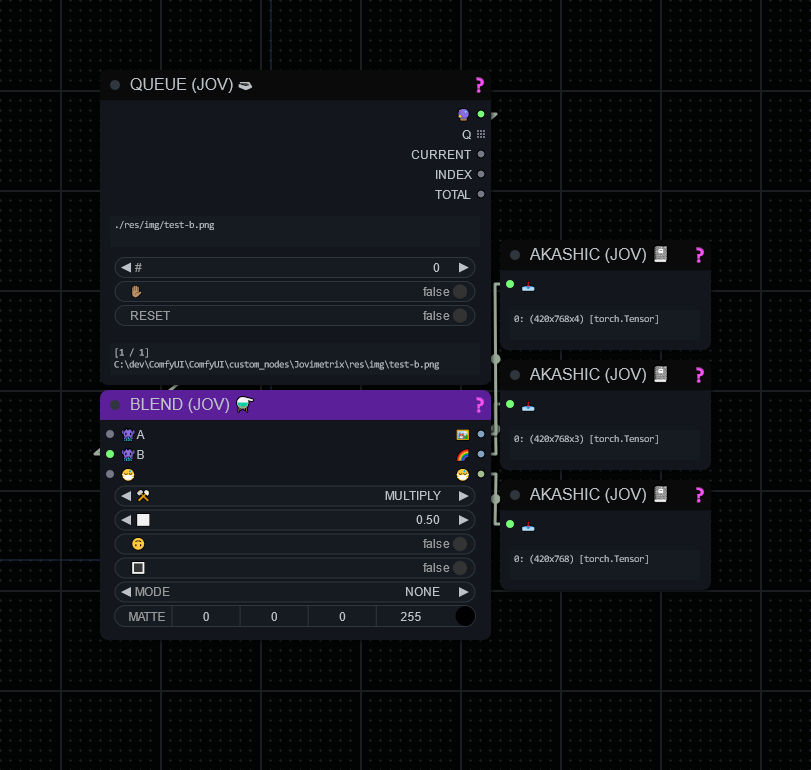 QUEUE (JOV)
?
Q
CURRENT
INDEX
TOTAL
./res/img/test-b.png
# 0
false
RESET false
[1 / 1]
C:\dev\ComfyUI\ComfyUI\custom_nodes\Jovimetrix\res\img\test-b.png
BLEND (JOV)
?
A
B
MULTIPLY
0.50
false
false
MODE NONE
MATTE 0 0 0 255
AKASHIC (JOV)
?
0: (420x768x4) [torch.Tensor]
AKASHIC (JOV)
?
0: (420x768x3) [torch.Tensor]
AKASHIC (JOV)
?
0: (420x768) [torch.Tensor]